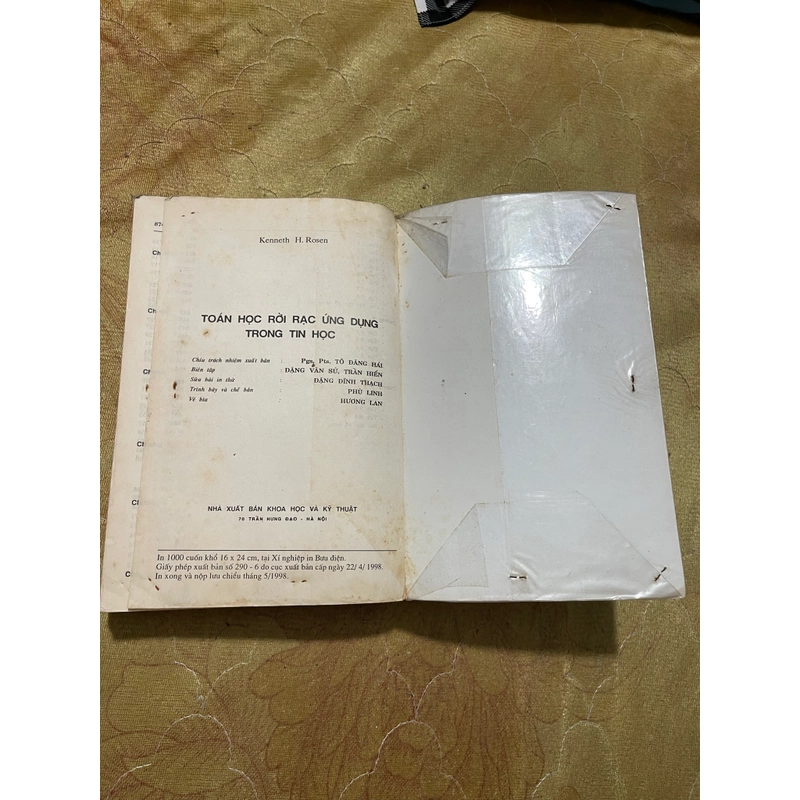 Kenneth H. Rosen
TOÁN HỌC RỜI RẠC ỨNG DỤNG
TRONG TIN HỌC
Chịu trách nhiệm xuất bản : Pgs, Pts. TÔ ĐĂNG HẢI
Biên tập : ĐẶNG VĂN SỬ, TRẦN HIỂN
Sửa bài in thử : ĐẶNG ĐÌNH THẠCH
Trình bày và chế bản : PHÙ LINH
Vẽ bìa : HƯƠNG LAN
NHÀ XUẤT BẢN KHOA HỌC VÀ KỸ THUẬT
70 TRẦN HƯNG ĐẠO - HÀ NỘI
In 1000 cuốn khổ 16 x 24 cm, tại Xí nghiệp in Bưu điện.
Giấy phép xuất bản số 290 - 6 do cục xuất bản cấp ngày 22/ 4/ 1998.
In xong và nộp lưu chiểu tháng 5/1998.